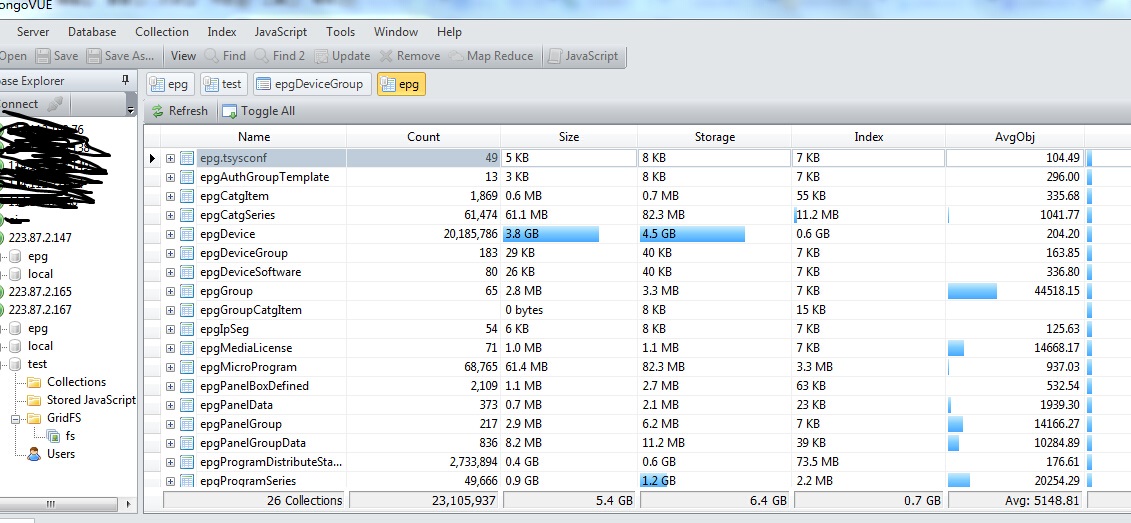 ongoVUE
Server Database Collection Index JavaScript Tools Window Help
Open Save Save As... View Find Find 2 Update Remove Map Reduce JavaScript
base Explorer
epg test epgDeviceGroup epg
onnect
Refresh Toggle All
Name Count Size Storage Index AvgObj
epg.tsysconf 49 5 KB 8 KB 7 KB 104.49
epgAuthGroupTemplate 13 3 KB 8 KB 7 KB 296.00
epgCatgItem 1,869 0.6 MB 0.7 MB 55 KB 335.68
epgCatgSeries 61,474 61.1 MB 82.3 MB 11.2 MB 1041.77
epgDevice 20,185,786 3.8 GB 4.5 GB 0.6 GB 204.20
epgDeviceGroup 183 29 KB 40 KB 7 KB 163.85
epgDeviceSoftware 80 26 KB 40 KB 7 KB 336.80
epgGroup 65 2.8 MB 3.3 MB 7 KB 44518.15
epgGroupCatgItem 0 bytes 8 KB 15 KB
epgIpSeg 54 6 KB 8 KB 7 KB 125.63
epgMediaLicense 71 1.0 MB 1.1 MB 7 KB 14668.17
epgMicroProgram 68,765 61.4 MB 82.3 MB 3.3 MB 937.03
epgPanelBoxDefined 2,109 1.1 MB 2.7 MB 63 KB 532.54
epgPanelData 373 0.7 MB 2.1 MB 23 KB 1939.30
epgPanelGroup 217 2.9 MB 6.2 MB 7 KB 14166.27
epgPanelGroupData 836 8.2 MB 11.2 MB 39 KB 10284.89
epgProgramDistributeSta... 2,733,894 0.4 GB 0.6 GB 73.5 MB 176.61
epgProgramSeries 49,666 0.9 GB 1.2 GB 2.2 MB 20254.29
26 Collections 23,105,937 5.4 GB 6.4 GB 0.7 GB Avg: 5148.81
223.87.2.147
epg
local
223.87.2.165
223.87.2.167
epg
local
test
Collections
Stored JavaScript
GridFS
fs
Users